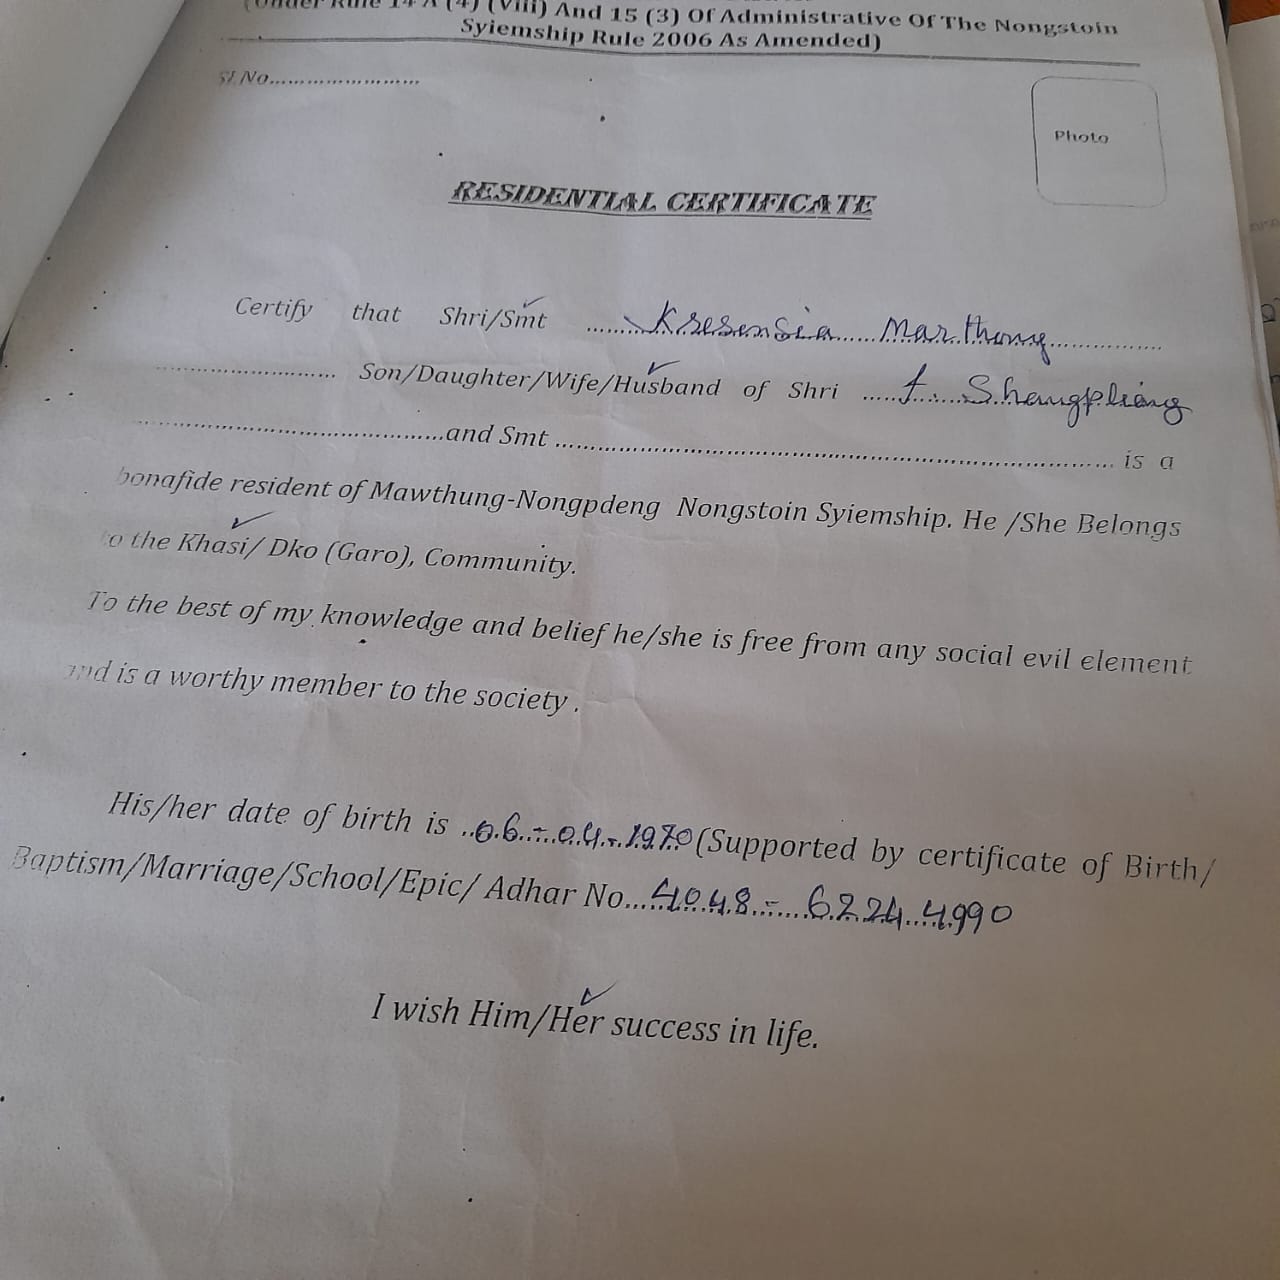 (Under Rule 14 A (4) (Viii) And 15 (3) Of Administrative Of The Nongstoin
Syiemship Rule 2006 As Amended)
Sl.No........................
Photo
RESIDENTIAL CERTIFICATE
Certify that Shri/Smt ........Kresensia......Marthong...............
........................... Son/Daughter/Wife/Husband of Shri .....f.....Shangpliang
.............................................and Smt ........................................................................................ is a
bonafide resident of Mawthung-Nongpdeng Nongstoin Syiemship. He /She Belongs
to the Khasi/ Dko (Garo), Community.
To the best of my knowledge and belief he/she is free from any social evil element
and is a worthy member to the society .
His/her date of birth is ..06-04-1970(Supported by certificate of Birth/
Baptism/Marriage/School/Epic/ Adhar No...4048-6224 4990
I wish Him/Her success in life.